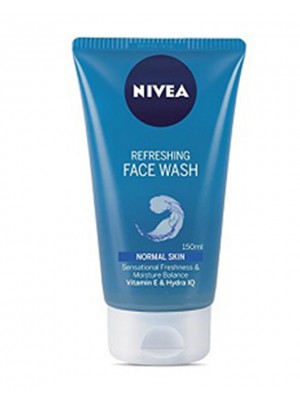 NIVEA
REFRESHING
FACE WASH
150ml
NORMAL SKIN
Sensational Freshness &
Moisture Balance
Vitamin E & Hydra IQ